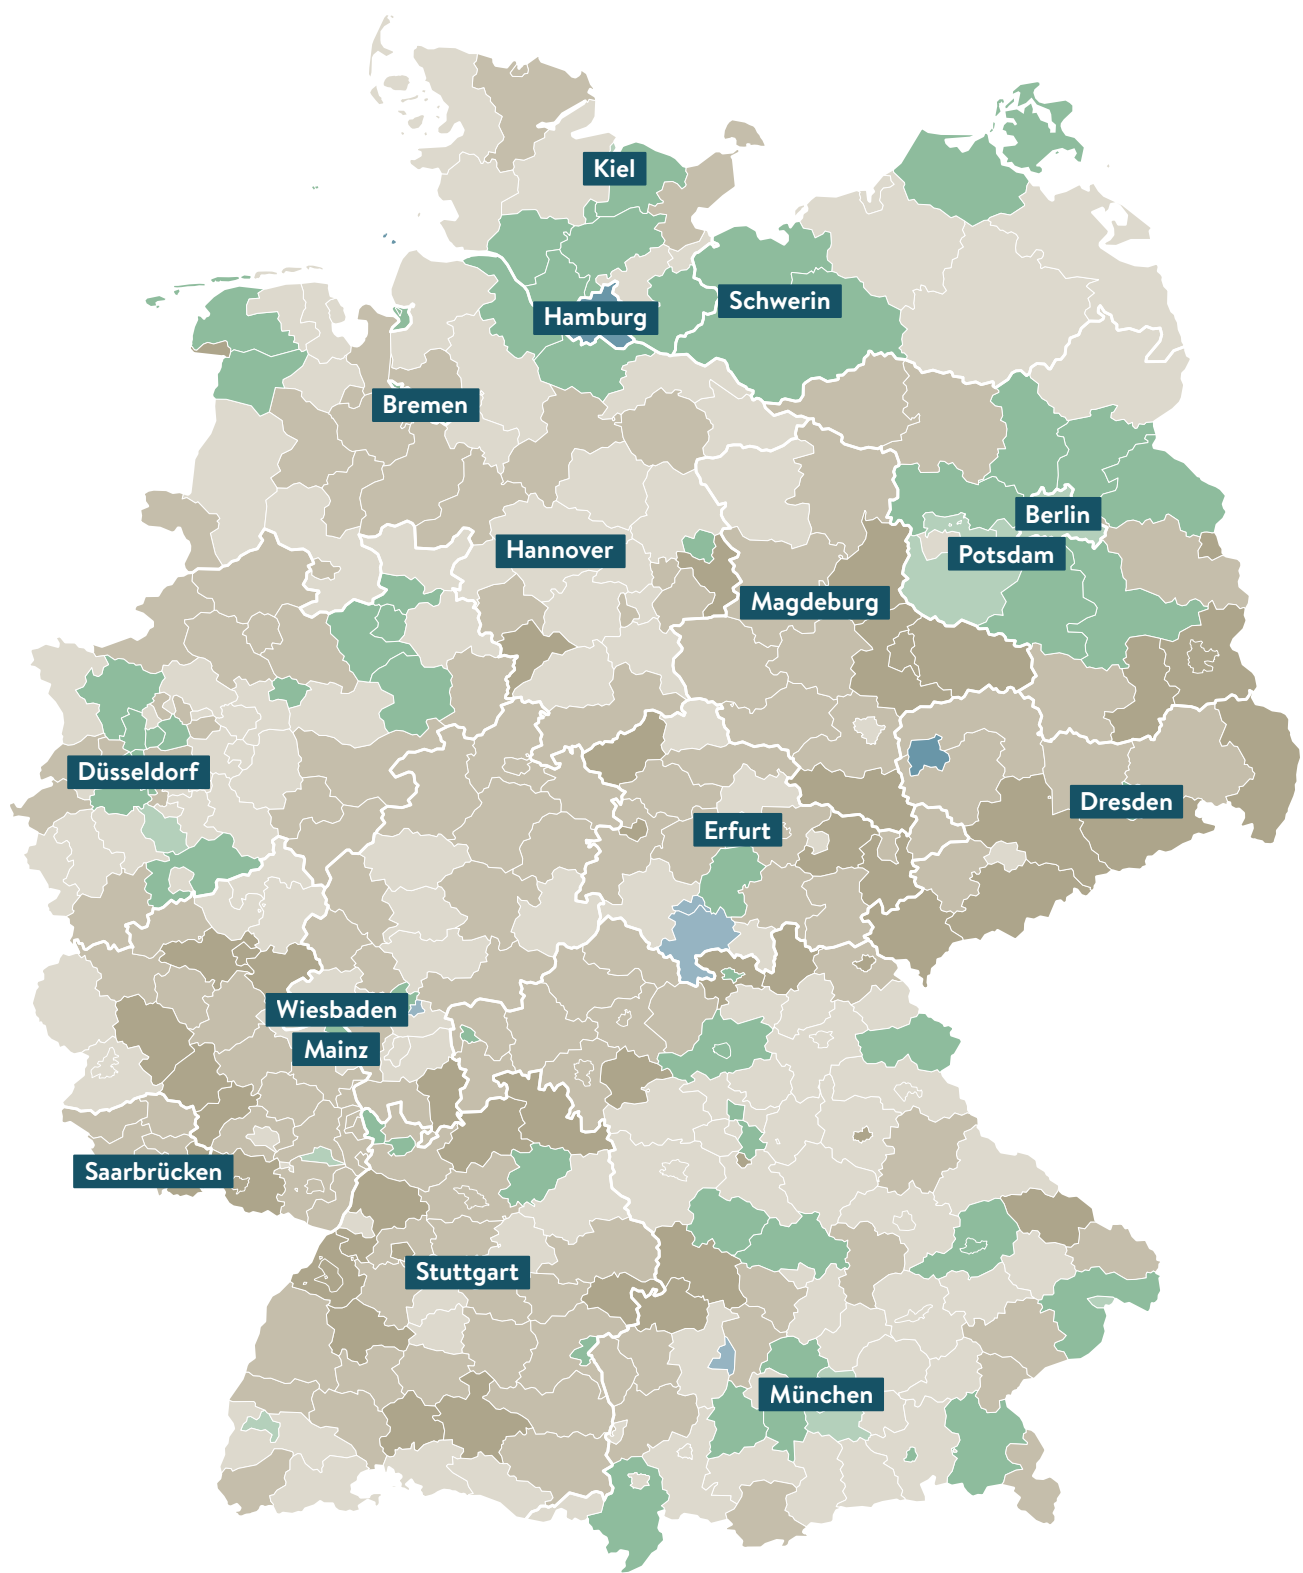 Kiel
Schwerin
Hamburg
Bremen
Berlin
Hannover
Potsdam
Magdeburg
Düsseldorf
Dresden
Erfurt
Wiesbaden
Mainz
Saarbrücken
Stuttgart
München